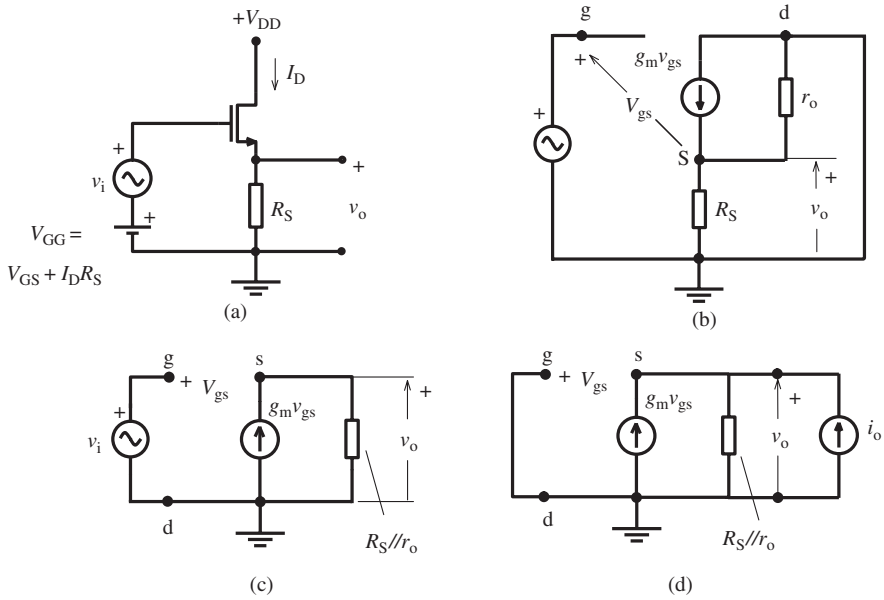 +V_DD
I_D
+
v_i
+
V_GG =
V_GS + I_D R_S
R_S
+
v_o
(a)
g
d
+
g_m v_gs
V_gs
r_o
+
S
+
R_S
v_o
(b)
g
+ V_gs
s
+
+
g_m v_gs
v_i
v_o
d
R_S//r_o
(c)
g
+ V_gs
s
+
g_m v_gs
v_o
i_o
d
R_S//r_o
(d)